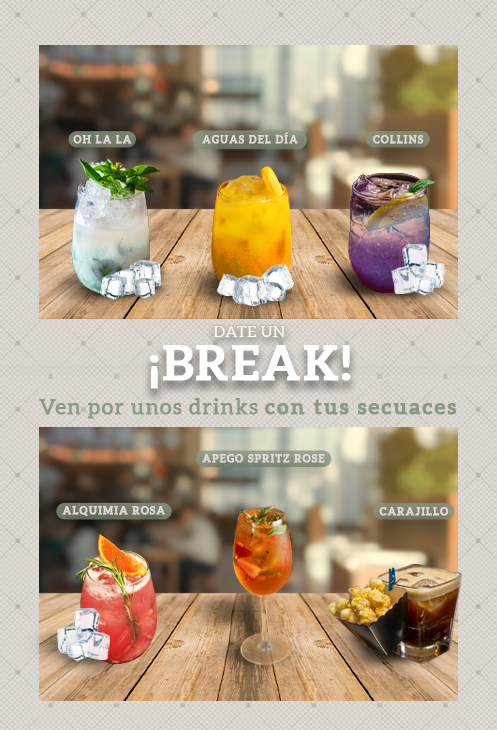 OH LA LA
AGUAS DEL DÍA
COLLINS
DATE UN
¡BREAK!
Ven por unos drinks con tus secuaces
APEGO SPRITZ ROSE
ALQUIMIA ROSA
CARAJILLO